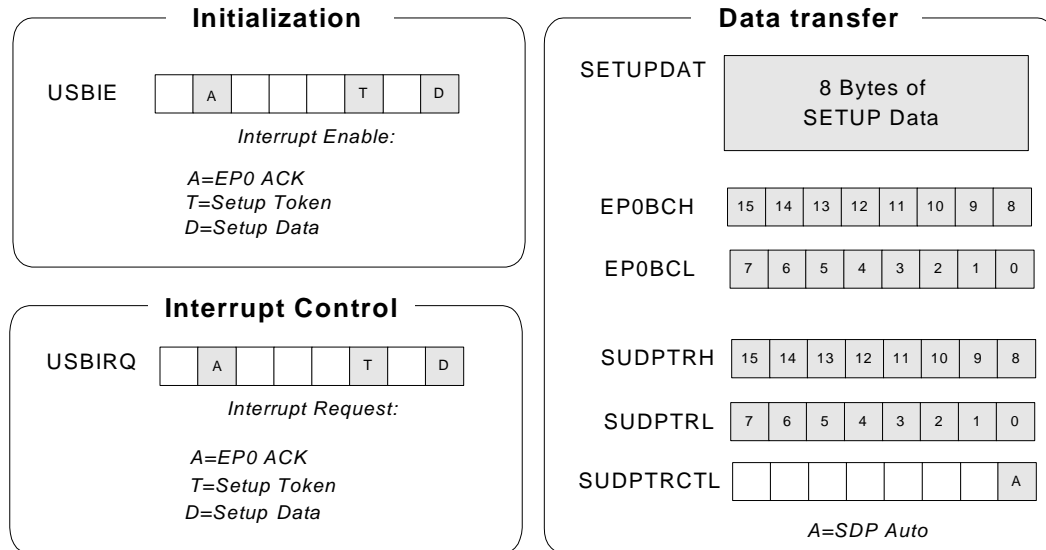 Initialization
USBIE
A T D
Interrupt Enable:
A=EP0 ACK
T=Setup Token
D=Setup Data
Interrupt Control
USBIRQ
A T D
Interrupt Request:
A=EP0 ACK
T=Setup Token
D=Setup Data
Data transfer
SETUPDAT
8 Bytes of
SETUP Data
EP0BCH
15 14 13 12 11 10 9 8
EP0BCL
7 6 5 4 3 2 1 0
SUDPTRH
15 14 13 12 11 10 9 8
SUDPTRL
7 6 5 4 3 2 1 0
SUDPTRCTL
A
A=SDP Auto